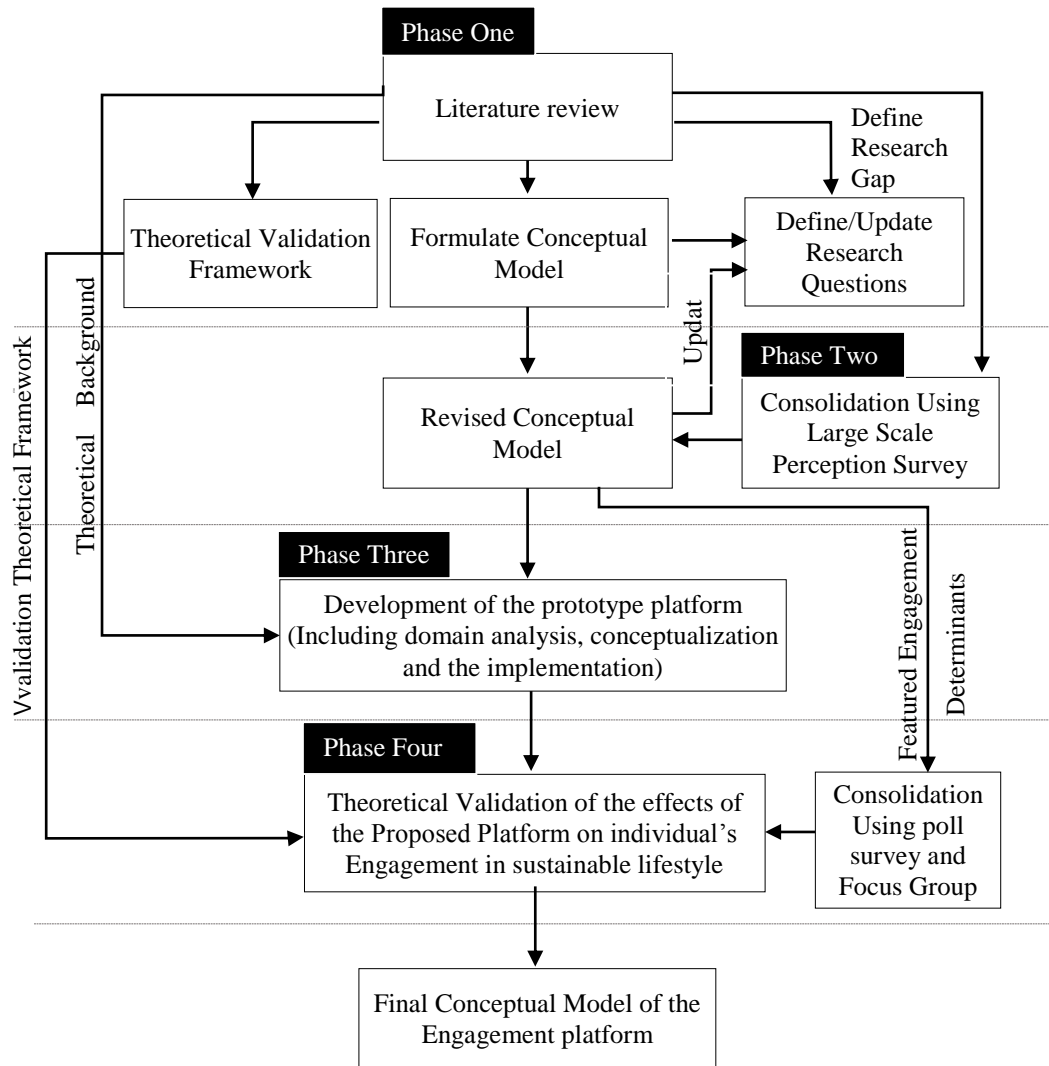 Phase One
Literature review
Define
Research
Gap
Theoretical Validation
Framework
Formulate Conceptual
Model
Define/Update
Research
Questions
Updat
Phase Two
Vvalidation Theoretical Framework
Theoretical Background
Revised Conceptual
Model
Consolidation Using
Large Scale
Perception Survey
Phase Three
Development of the prototype platform
(Including domain analysis, conceptualization
and the implementation)
Featured Engagement
Determinants
Phase Four
Theoretical Validation of the effects of
the Proposed Platform on individual’s
Engagement in sustainable lifestyle
Consolidation
Using poll
survey and
Focus Group
Final Conceptual Model of the
Engagement platform